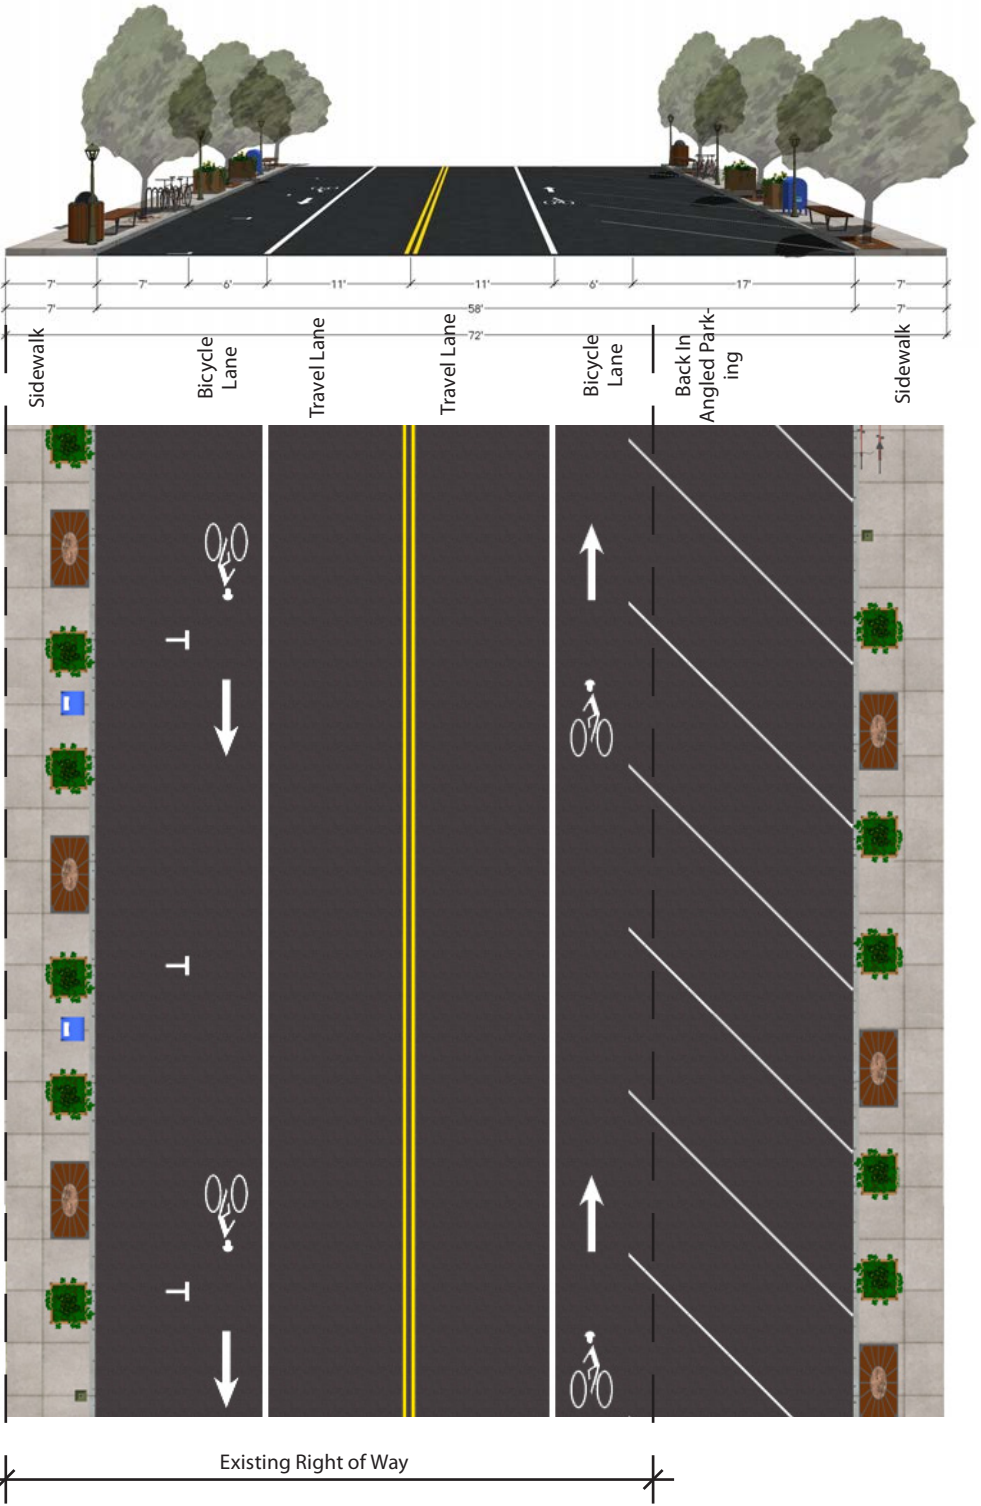 7' 7' 6' 11' 11' 6' 17' 7'
7' 58' 7'
72'
Sidewalk
Bicycle
Lane
Travel Lane
Travel Lane
Bicycle
Lane
Back In
Angled Park-
ing
Sidewalk
Existing Right of Way